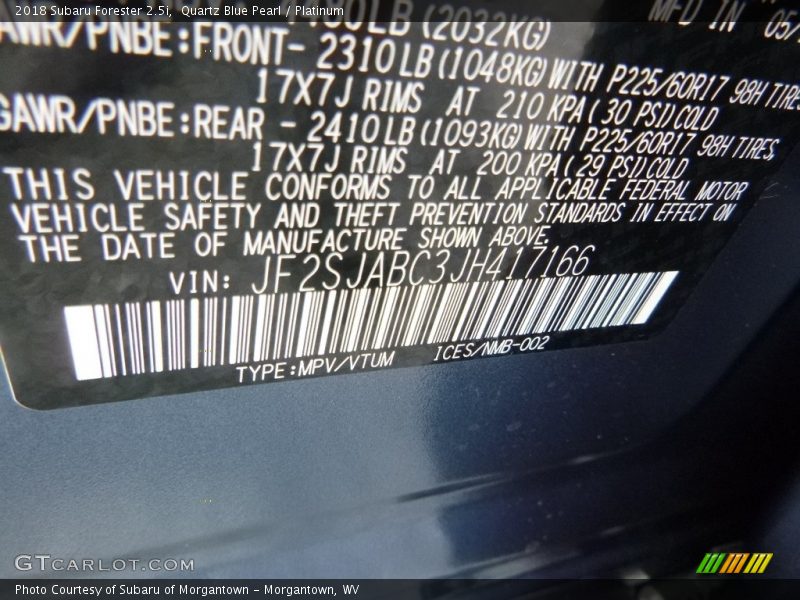 2018 Subaru Forester 2.5i, Quartz Blue Pearl / Platinum
LB (2032KG)
MFD IN 05/
GAWR/PNBE:FRONT- 2310LB(1048KG)WITH P225/60R17 98H TIRES
17X7J RIMS AT 210 KPA( 30 PSI)COLD
GAWR/PNBE:REAR - 2410LB(1093KG)WITH P225/60R17 98H TIRES,
17X7J RIMS AT 200 KPA( 29 PSI)COLD
THIS VEHICLE CONFORMS TO ALL APPLICABLE FEDERAL MOTOR
VEHICLE SAFETY AND THEFT PREVENTION STANDARDS IN EFFECT ON
THE DATE OF MANUFACTURE SHOWN ABOVE.
VIN: JF2SJABC3JH417166
TYPE:MPV/VTUM ICES/NMB-002
GTCARLOT.COM
Photo Courtesy of Subaru of Morgantown - Morgantown, WV